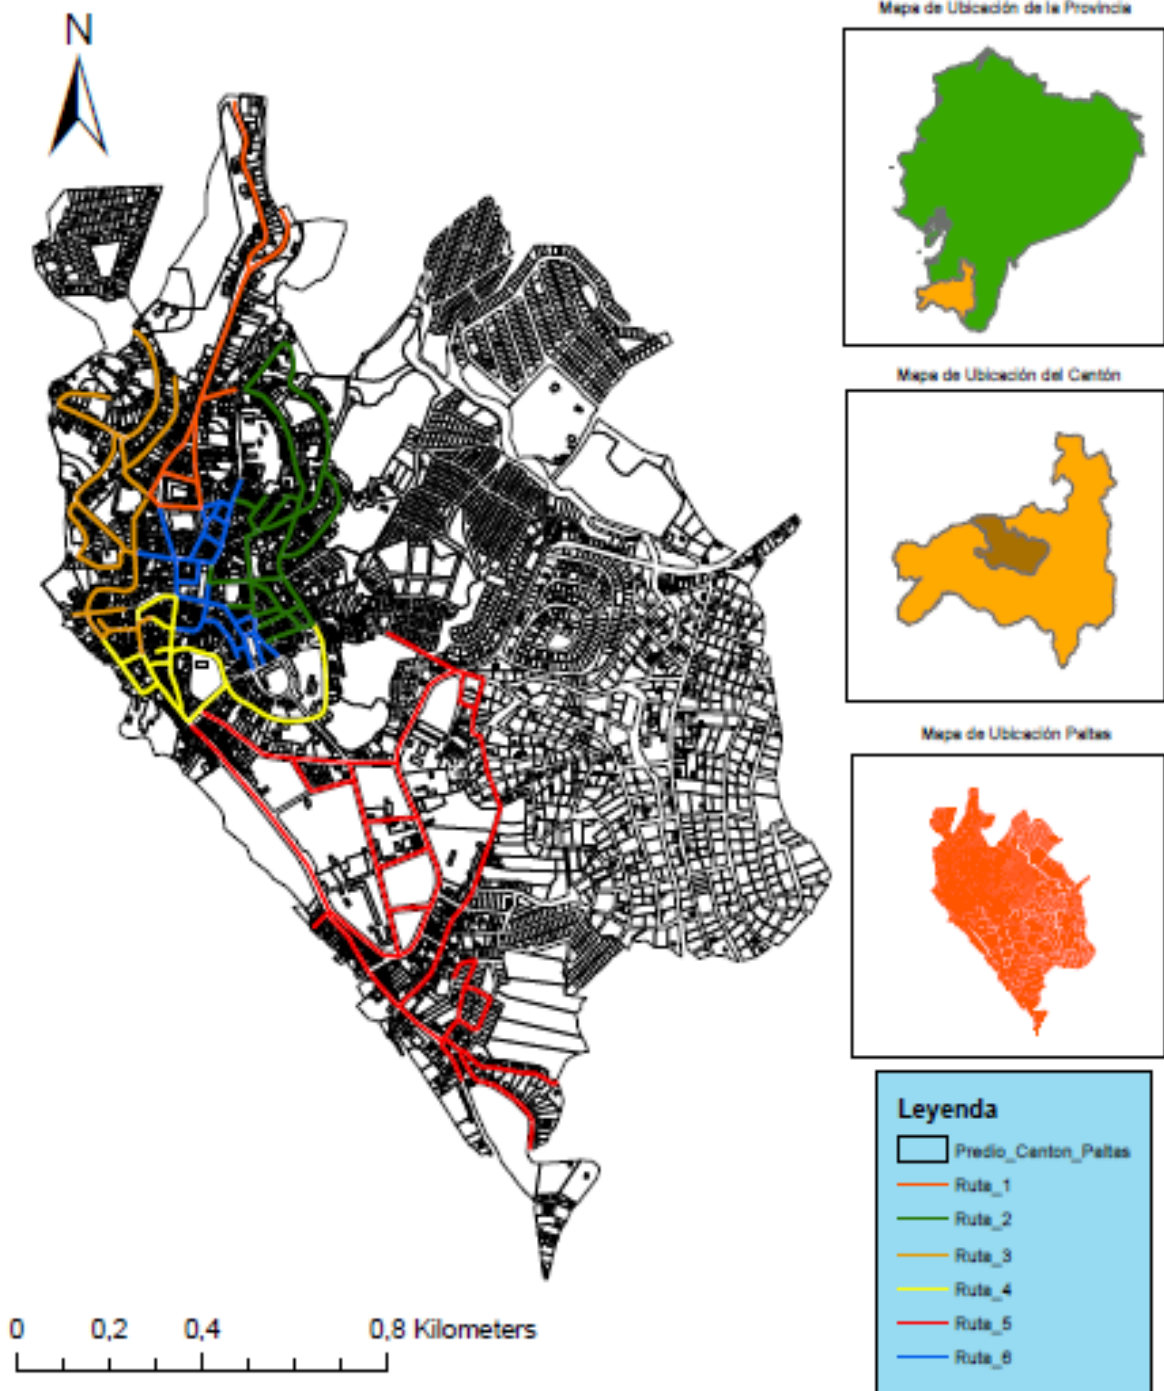 N
Mapa de Ubicación de la Provincia
Mapa de Ubicación del Cantón
Mapa de Ubicación Paltas
Leyenda
Predio_Canton_Paltas
Ruta_1
Ruta_2
Ruta_3
Ruta_4
Ruta_5
Ruta_6
0 0,2 0,4 0,8 Kilometers